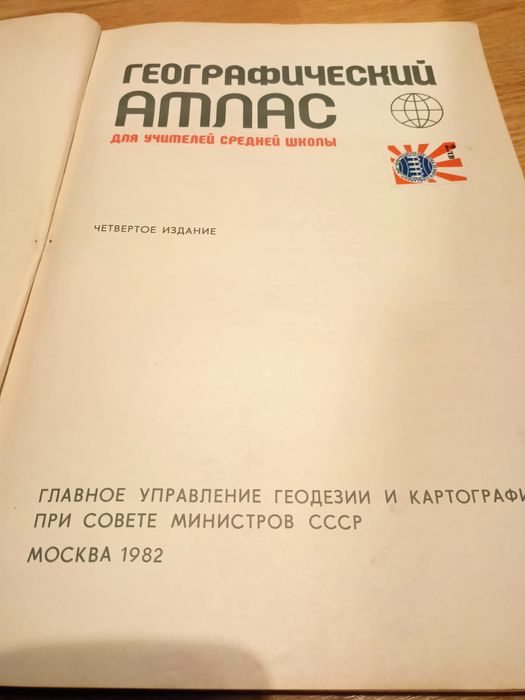 ГЕОГРАФИЧЕСКИЙ
АТЛАС
ДЛЯ УЧИТЕЛЕЙ СРЕДНЕЙ ШКОЛЫ
ЧЕТВЕРТОЕ ИЗДАНИЕ
ГЛАВНОЕ УПРАВЛЕНИЕ ГЕОДЕЗИИ И КАРТОГРАФИ
ПРИ СОВЕТЕ МИНИСТРОВ СССР
МОСКВА 1982